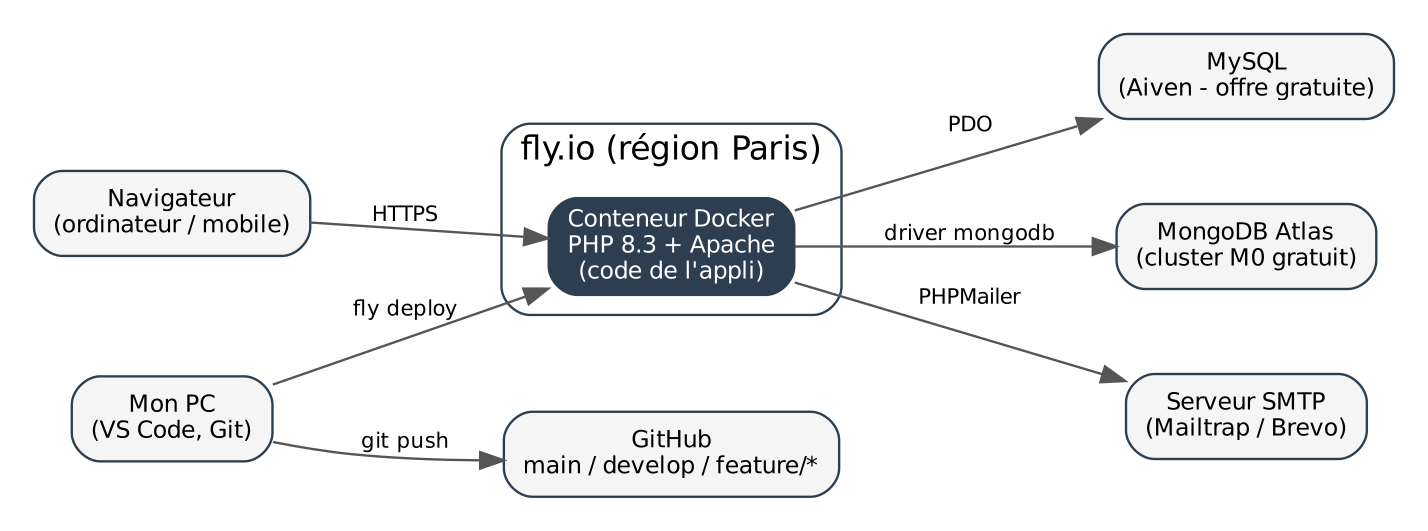 Navigateur
(ordinateur / mobile)
HTTPS
Mon PC
(VS Code, Git)
fly deploy
git push
fly.io (région Paris)
Conteneur Docker
PHP 8.3 + Apache
(code de l'appli)
GitHub
main / develop / feature/*
PDO
driver mongodb
PHPMailer
MySQL
(Aiven - offre gratuite)
MongoDB Atlas
(cluster M0 gratuit)
Serveur SMTP
(Mailtrap / Brevo)